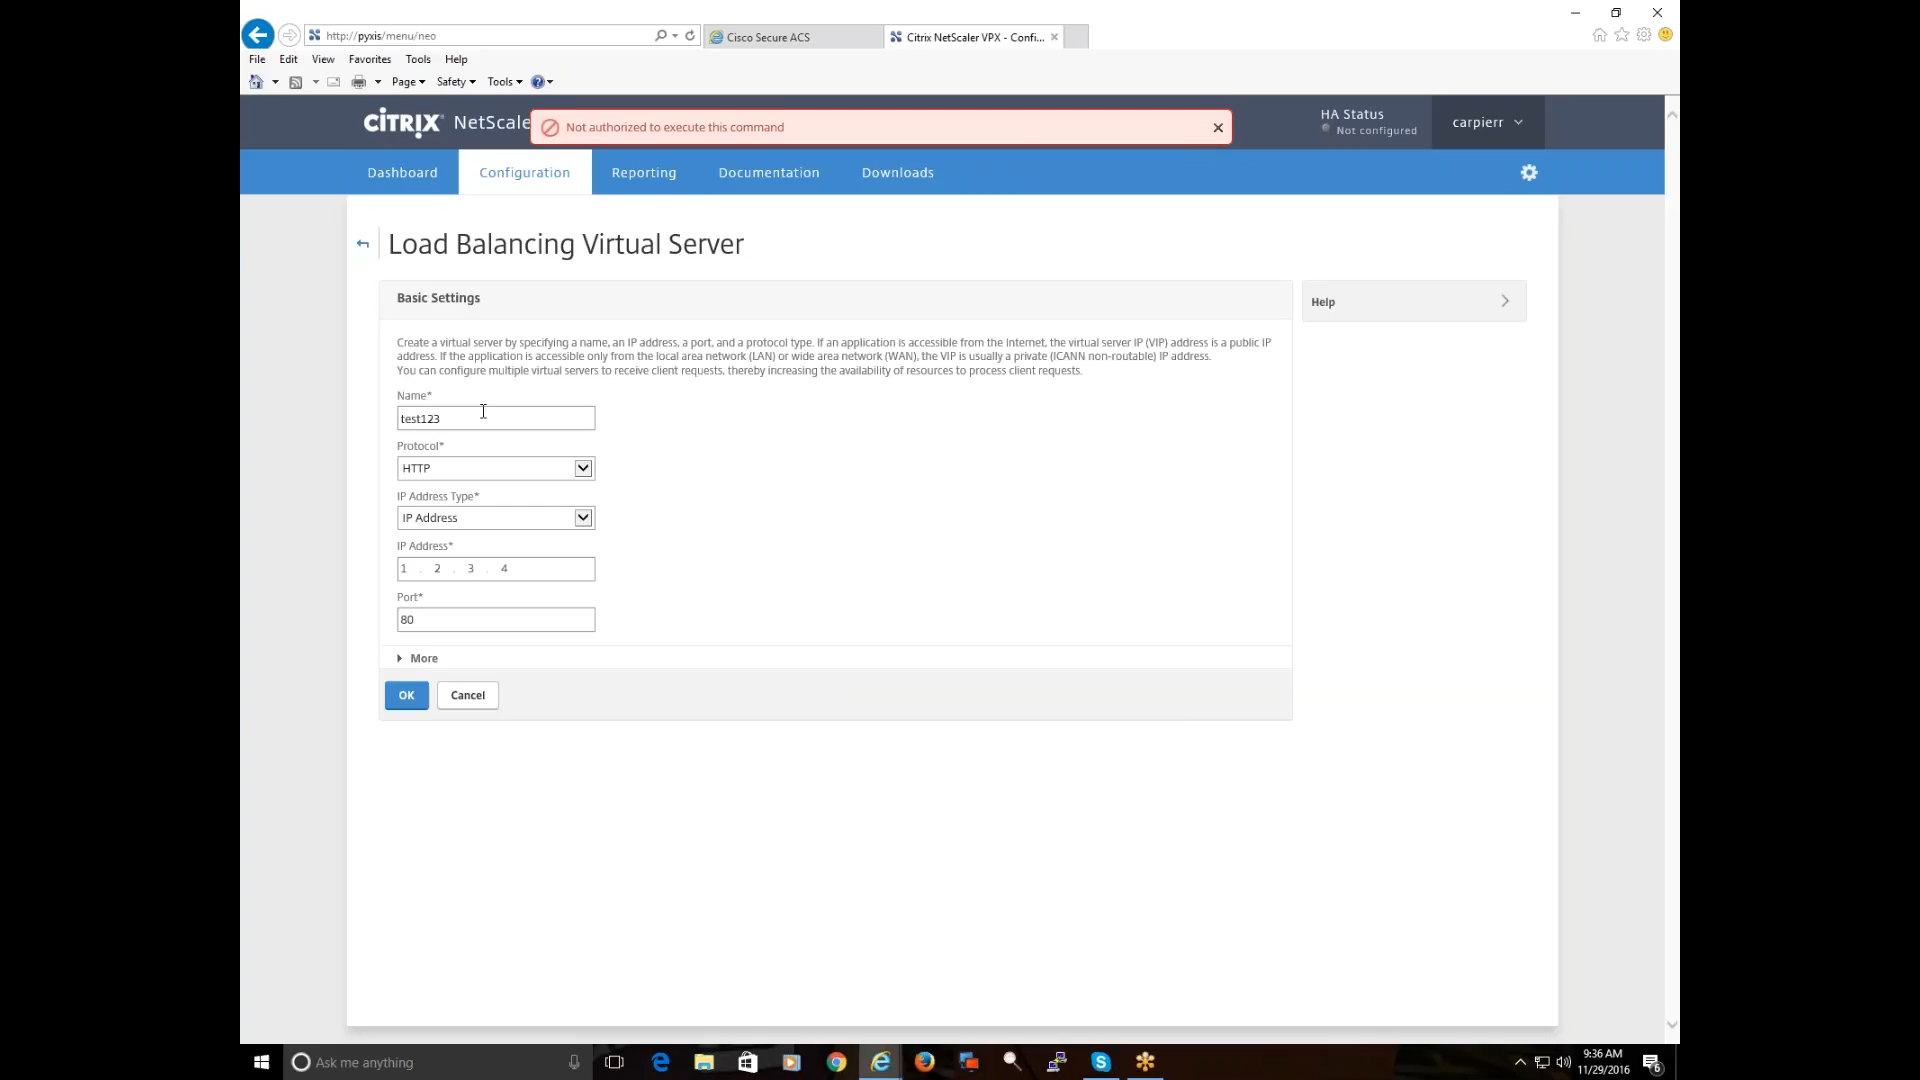 http://pyxis/menu/neo
Cisco Secure ACS
Citrix NetScaler VPX - Confi...
File Edit View Favorites Tools Help
Page Safety Tools
CITRIX NetScale
Not authorized to execute this command
HA Status
Not configured
carpierr
Dashboard Configuration Reporting Documentation Downloads
Load Balancing Virtual Server
Basic Settings
Help
Create a virtual server by specifying a name, an IP address, a port, and a protocol type. If an application is accessible from the Internet, the virtual server IP (VIP) address is a public IP
address. If the application is accessible only from the local area network (LAN) or wide area network (WAN), the VIP is usually a private (ICANN non-routable) IP address.
You can configure multiple virtual servers to receive client requests, thereby increasing the availability of resources to process client requests.
Name*
test123
Protocol*
HTTP
IP Address Type*
IP Address
IP Address*
1 . 2 . 3 . 4
Port*
80
More
OK Cancel
Ask me anything
9:36 AM
11/29/2016
6